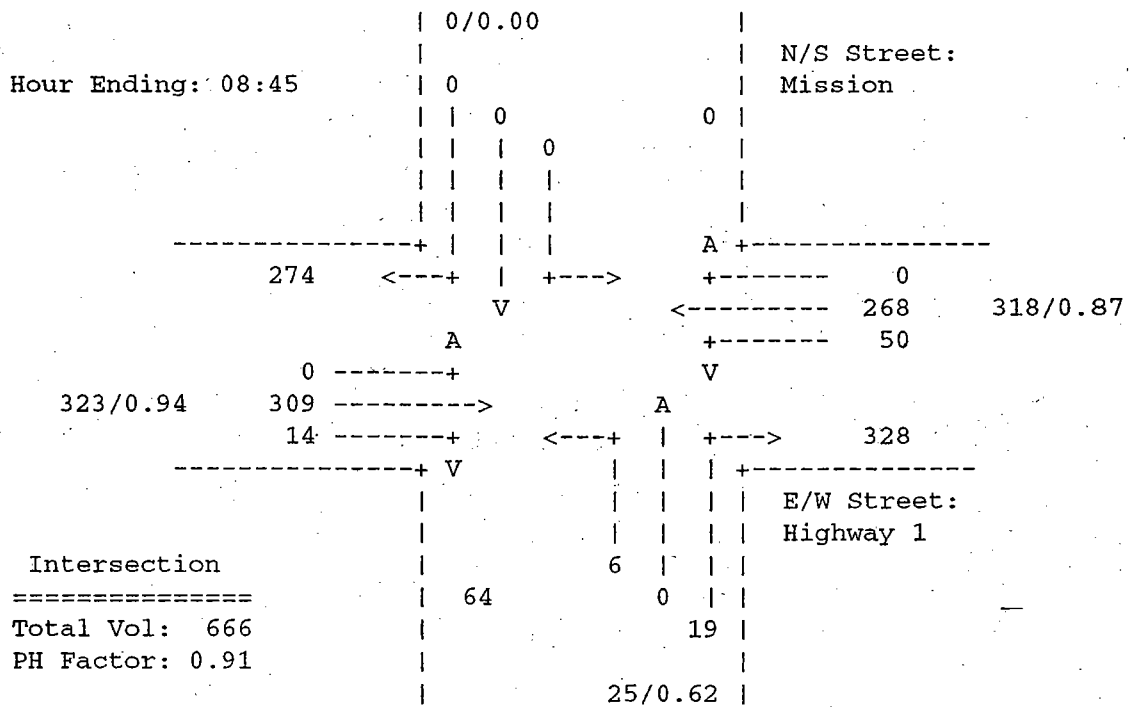 0/0.00
N/S Street:
Hour Ending: 08:45 0 Mission
0 0
0
A
274 <---+ | +---> +------- 0
V <---------- 268 318/0.87
A +------- 50
0 -------+ V
323/0.94 309 ---------> A
14 -------+ <---+ | +---> 328
V
E/W Street:
Highway 1
Intersection 6
=============== 64 0
Total Vol: 666 19
PH Factor: 0.91
25/0.62